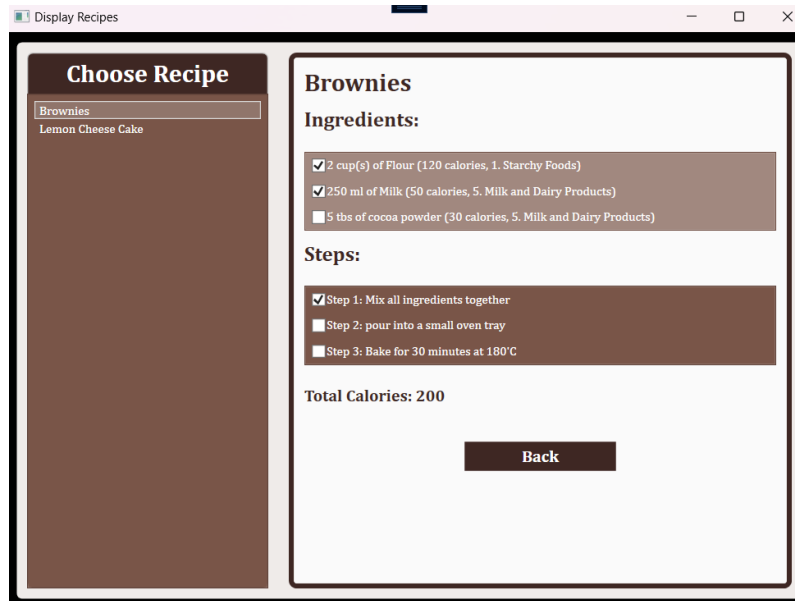 Display Recipes
Choose Recipe
Brownies
Lemon Cheese Cake
Brownies
Ingredients:
2 cup(s) of Flour (120 calories, 1. Starchy Foods)
250 ml of Milk (50 calories, 5. Milk and Dairy Products)
5 tbs of cocoa powder (30 calories, 5. Milk and Dairy Products)
Steps:
Step 1: Mix all ingredients together
Step 2: pour into a small oven tray
Step 3: Bake for 30 minutes at 180'C
Total Calories: 200
Back